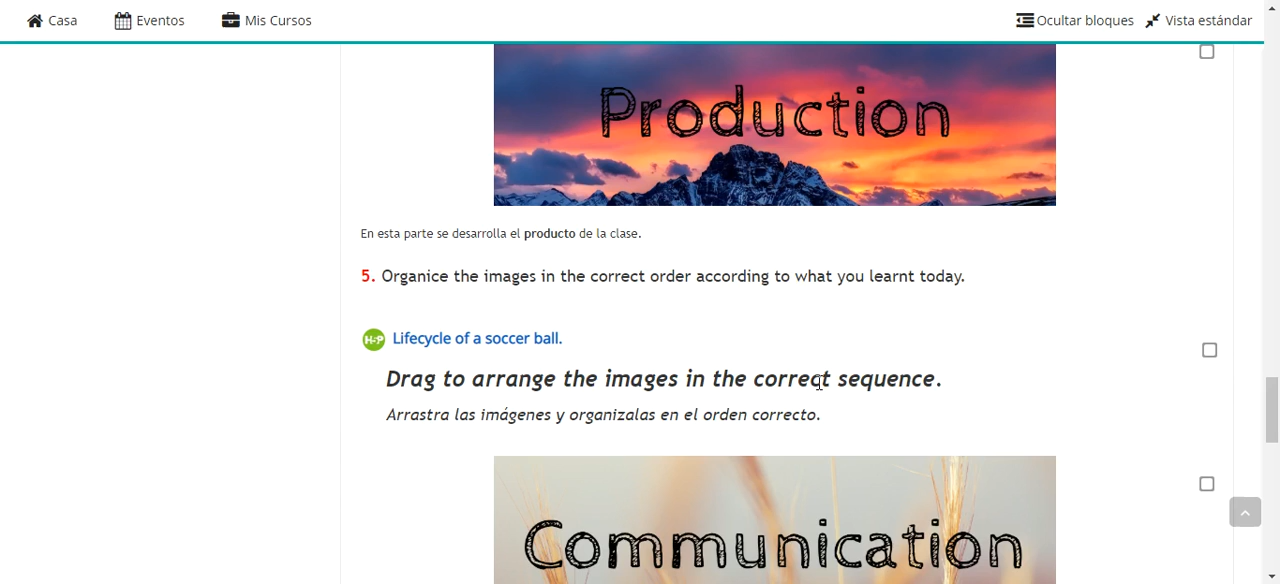 Casa Eventos Mis Cursos Ocultar bloques Vista estándar
Production
En esta parte se desarrolla el producto de la clase.
5. Organice the images in the correct order according to what you learnt today.
H-P Lifecycle of a soccer ball.
Drag to arrange the images in the correct sequence.
Arrastra las imágenes y organizalas en el orden correcto.
Communication